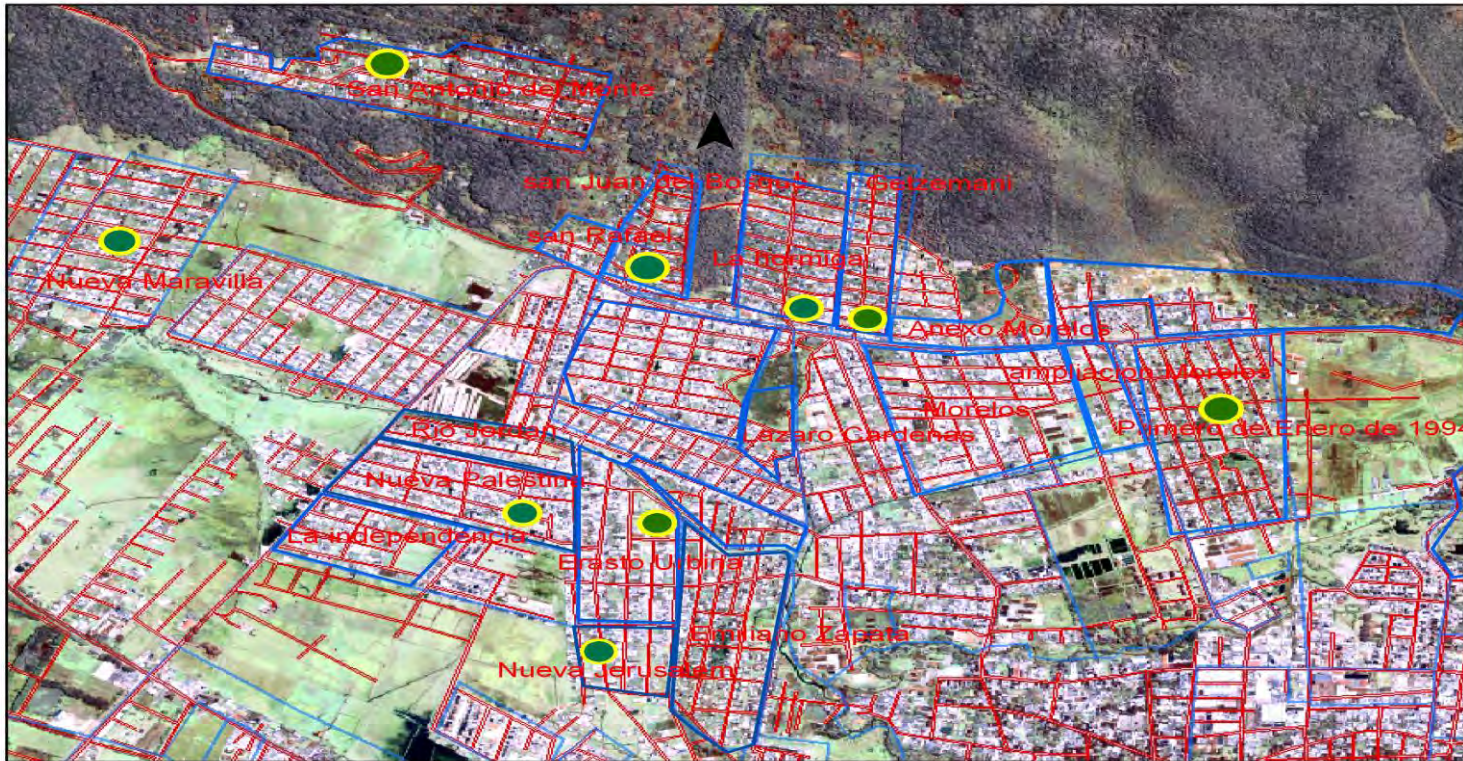 San Antonio del Monte
san Juan del Bosque
Getzemani
san Rafael
La hormiga
Nueva Maravilla
Anexo Morelos
ampliacion Morelos
Morelos
Primero de Enero de 1994
Rio Jordan
Lazaro Cardenas
Nueva Palestina
La independencia
Erasto Urbina
Emiliano Zapata
Nueva Jerusalem